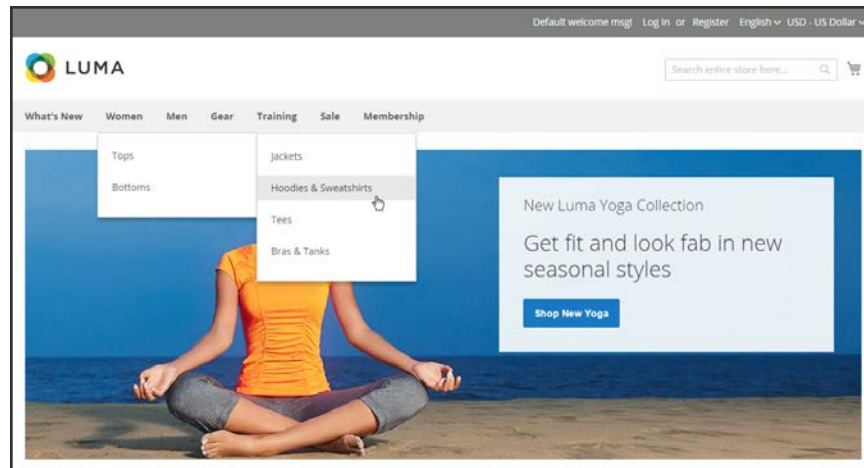 Default welcome msg! Log In or Register English USD - US Dollar
LUMA
Search entire store here...
What's New Women Men Gear Training Sale Membership
Tops
Bottoms
Jackets
Hoodies & Sweatshirts
Tees
Bras & Tanks
New Luma Yoga Collection
Get fit and look fab in new
seasonal styles
Shop New Yoga